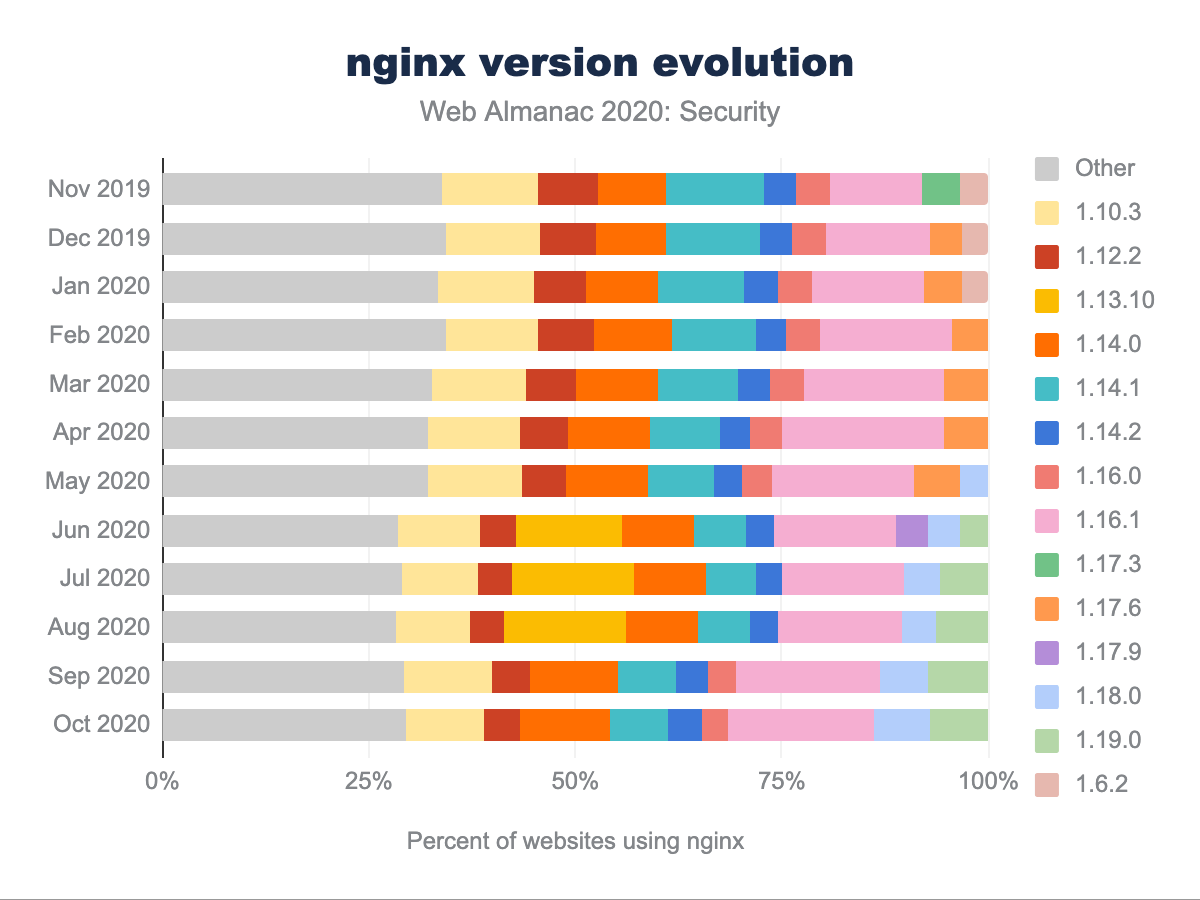 nginx version evolution
Web Almanac 2020: Security
Nov 2019
Dec 2019
Jan 2020
Feb 2020
Mar 2020
Apr 2020
May 2020
Jun 2020
Jul 2020
Aug 2020
Sep 2020
Oct 2020
0% 25% 50% 75% 100%
Percent of websites using nginx
Other
1.10.3
1.12.2
1.13.10
1.14.0
1.14.1
1.14.2
1.16.0
1.16.1
1.17.3
1.17.6
1.17.9
1.18.0
1.19.0
1.6.2